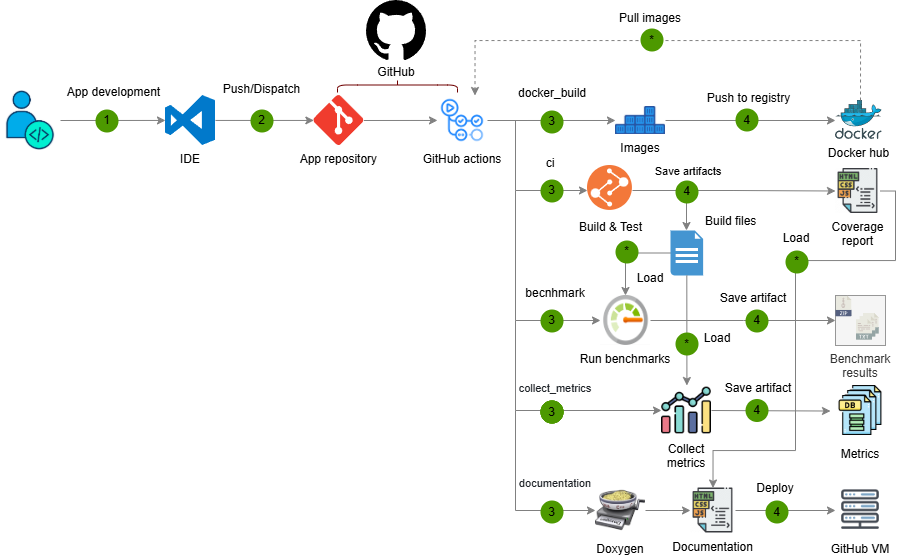 Pull images
*
GitHub
App development
1
Push/Dispatch
2
IDE
App repository
GitHub actions
docker_build
3
Images
Push to registry
4
docker
Docker hub
ci
3
Build & Test
Save artifacts
4
HTML
CSS
JS
Coverage
report
Build files
*
Load
Load
*
becnhmark
3
Run benchmarks
Save artifact
4
ZIP
TXT
Benchmark
results
Load
*
collect_metrics
3
Collect
metrics
Save artifact
4
DB
Metrics
documentation
3
Doxygen
HTML
CSS
JS
Documentation
Deploy
4
GitHub VM